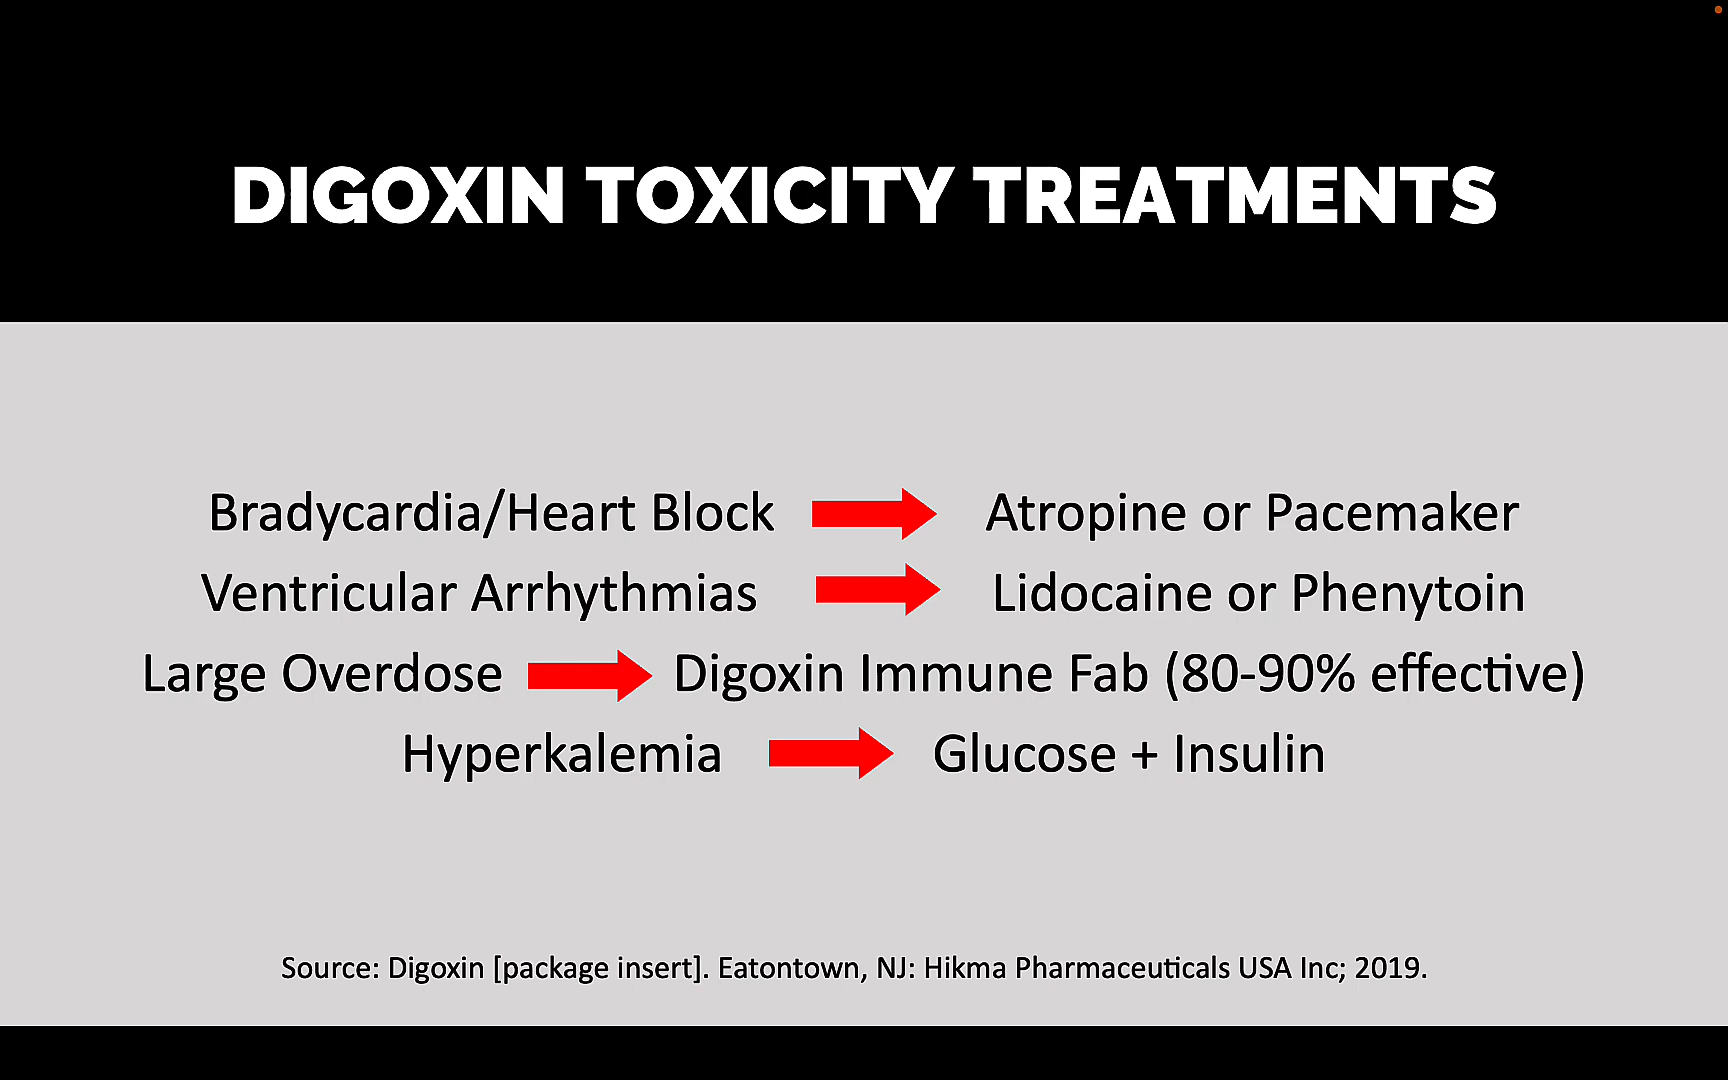 DIGOXIN TOXICITY TREATMENTS
Bradycardia/Heart Block Atropine or Pacemaker
Ventricular Arrhythmias Lidocaine or Phenytoin
Large Overdose Digoxin Immune Fab (80-90% effective)
Hyperkalemia Glucose + Insulin
Source: Digoxin [package insert]. Eatontown, NJ: Hikma Pharmaceuticals USA Inc; 2019.